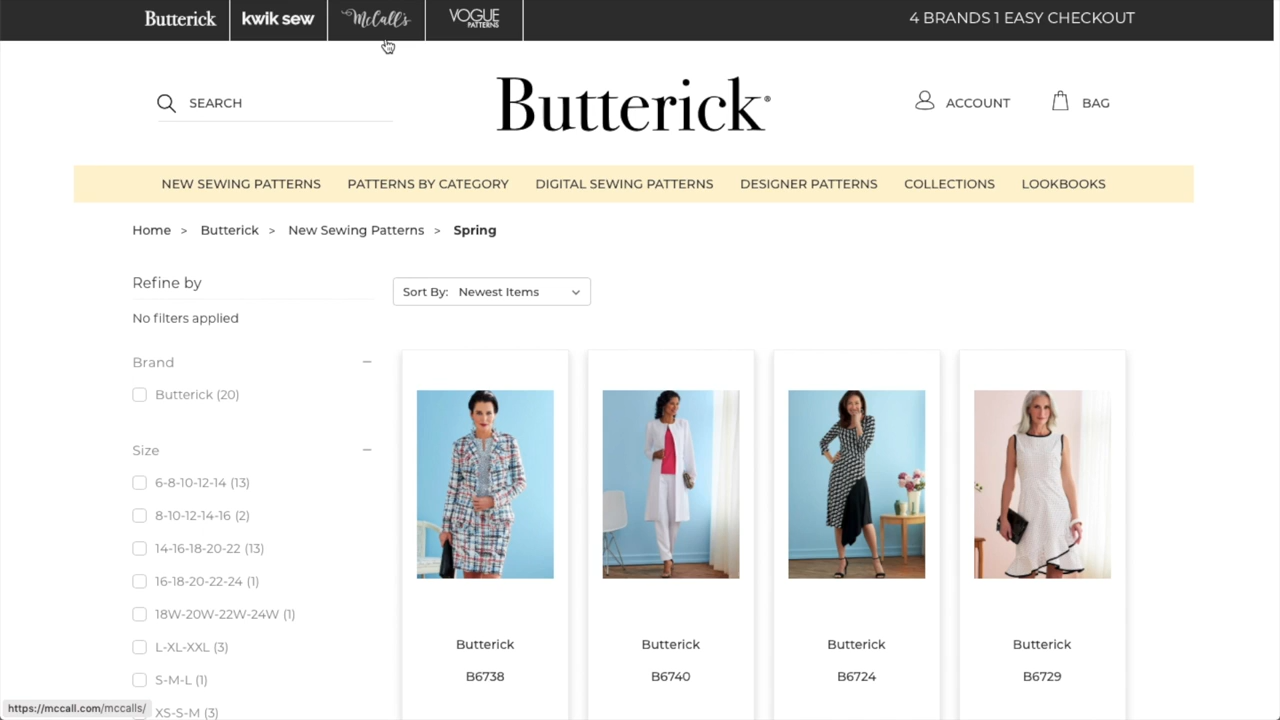 Butterick
kwik sew
McCall's
VOGUE
PATTERNS
4 BRANDS 1 EASY CHECKOUT
SEARCH
Butterick®
ACCOUNT
BAG
NEW SEWING PATTERNS
PATTERNS BY CATEGORY
DIGITAL SEWING PATTERNS
DESIGNER PATTERNS
COLLECTIONS
LOOKBOOKS
Home > Butterick > New Sewing Patterns > Spring
Refine by
No filters applied
Sort By: Newest Items
Brand
Butterick (20)
Size
6-8-10-12-14 (13)
8-10-12-14-16 (2)
14-16-18-20-22 (13)
16-18-20-22-24 (1)
18W-20W-22W-24W (1)
L-XL-XXL (3)
S-M-L (1)
XS-S-M (3)
Butterick
B6738
Butterick
B6740
Butterick
B6724
Butterick
B6729
https://mccall.com/mccalls/